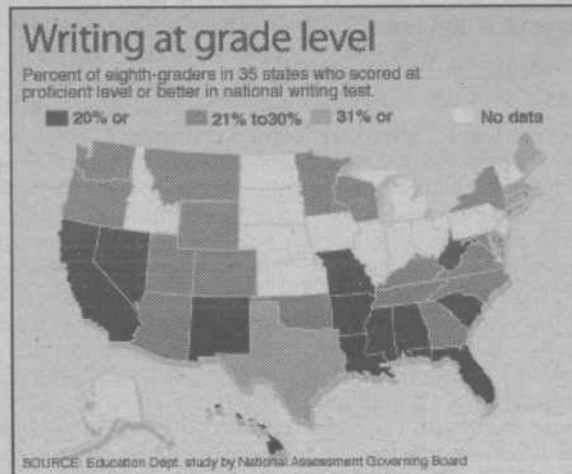 Writing at grade level
Percent of eighth-graders in 35 states who scored at
proficient level or better in national writing test.
20% or 21% to30% 31% or No data
SOURCE: Education Dept. study by National Assessment Governing Board